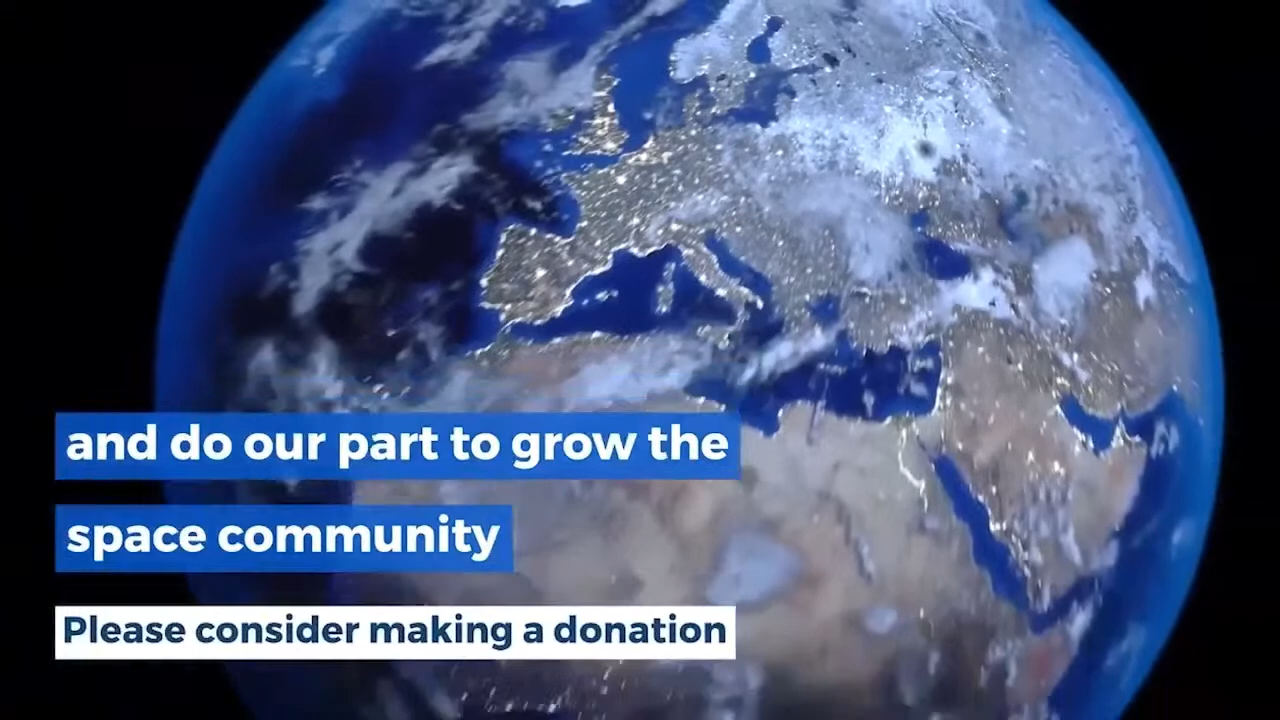 and do our part to grow the
space community
Please consider making a donation